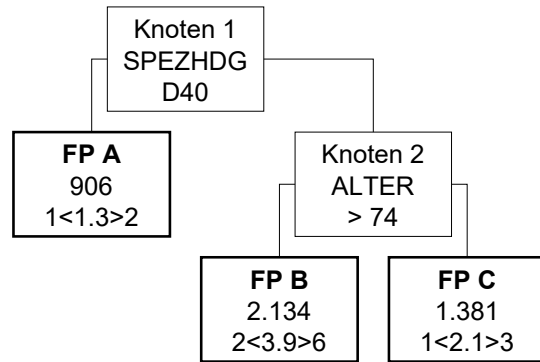 Knoten 1
SPEZHDG
D40
FP A
906
1<1.3>2
Knoten 2
ALTER
> 74
FP B
2.134
2<3.9>6
FP C
1.381
1<2.1>3